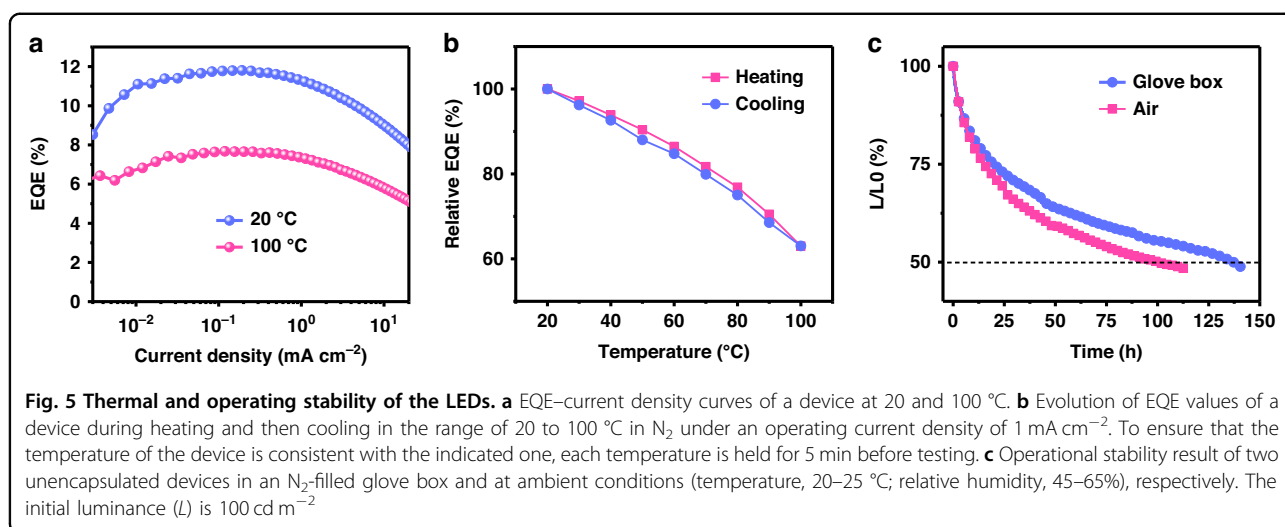 a
12
10
8
6
4
2
0
EQE (%)
20 °C
100 °C
10⁻² 10⁻¹ 10⁰ 10¹
Current density (mA cm⁻²)
b
100
80
60
Relative EQE (%)
Heating
Cooling
20 40 60 80 100
Temperature (°C)
c
100
75
50
L/L0 (%)
Glove box
Air
0 25 50 75 100 125 150
Time (h)
Fig. 5 Thermal and operating stability of the LEDs. a EQE–current density curves of a device at 20 and 100 °C. b Evolution of EQE values of a
device during heating and then cooling in the range of 20 to 100 °C in N₂ under an operating current density of 1 mA cm⁻². To ensure that the
temperature of the device is consistent with the indicated one, each temperature is held for 5 min before testing. c Operational stability result of two
unencapsulated devices in an N₂-filled glove box and at ambient conditions (temperature, 20–25 °C; relative humidity, 45–65%), respectively. The
initial luminance (L) is 100 cd m⁻²